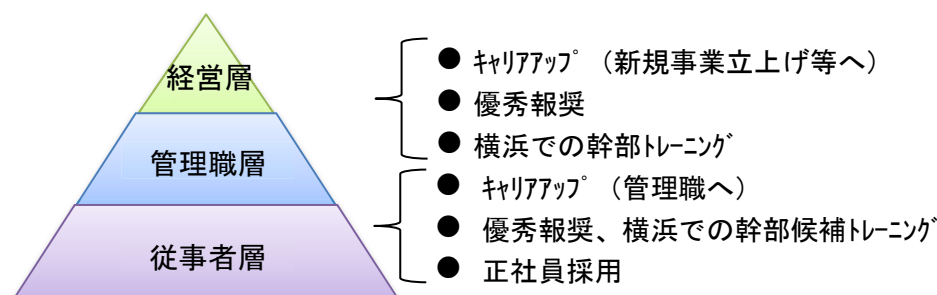 経営層
● ｷｬﾘｱｱｯﾌﾟ （新規事業立上げ等へ）
● 優秀報奨
● 横浜での幹部ﾄﾚｰﾆﾝｸﾞ
管理職層
● ｷｬﾘｱｱｯﾌﾟ （管理職へ）
● 優秀報奨、横浜での幹部候補ﾄﾚｰﾆﾝｸﾞ
従事者層
● 正社員採用